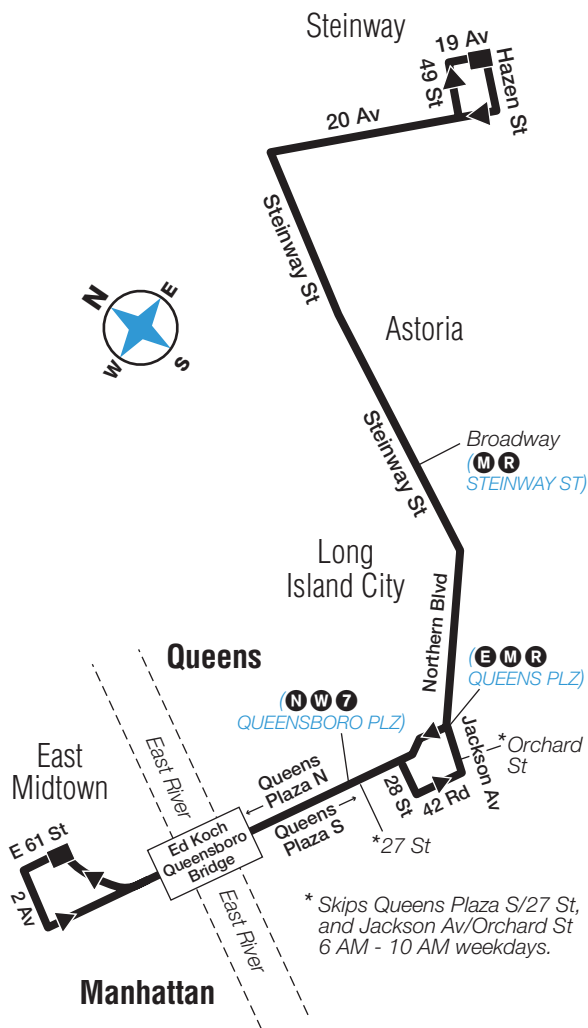 Steinway
19 Av
49 St
Hazen St
20 Av
Steinway St
N
E
W
S
Astoria
Steinway St
Broadway
(M R
STEINWAY ST)
Long
Island City
Northern Blvd
Queens
(E M R
QUEENS PLZ)
(N W 7
QUEENSBORO PLZ)
Jackson Av
*Orchard
St
East
Midtown
East River
Queens
Plaza N
28 St
42 Rd
Queens
Plaza S
*27 St
E 61 St
Ed Koch
Queensboro
Bridge
2 Av
East River
* Skips Queens Plaza S/27 St,
and Jackson Av/Orchard St
6 AM - 10 AM weekdays.
Manhattan